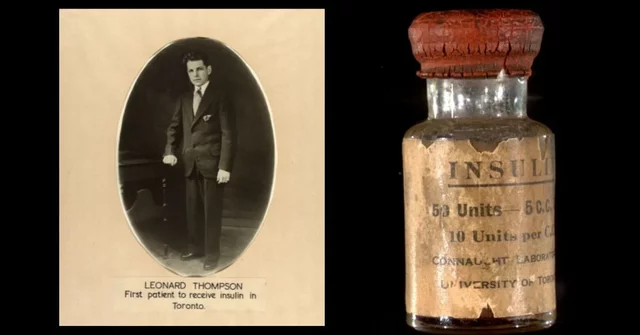 LEONARD THOMPSON
First patient to receive insulin in
Toronto.
INSULI
50 Units — 5 C.C.
10 Units per C
CONNAUGHT LABORATOR
UNIVERSITY OF TORO